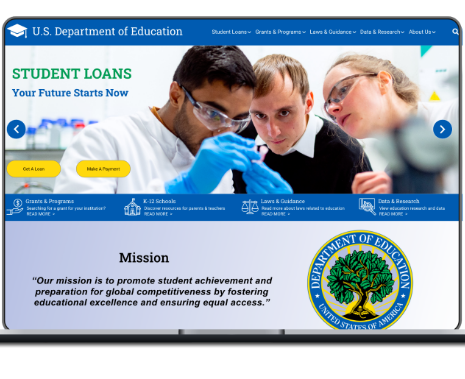 U.S. Department of Education
Student Loans Grants & Programs Laws & Guidance Data & Research About Us
STUDENT LOANS
Your Future Starts Now
Get A Loan Make A Payment
Grants & Programs
Searching for a grant for your institution?
READ MORE >
K-12 Schools
Discover resources for parents & teachers
READ MORE >
Laws & Guidance
Read more about laws related to education
READ MORE >
Data & Research
View education research and data
READ MORE >
Mission
“Our mission is to promote student achievement and
preparation for global competitiveness by fostering
educational excellence and ensuring equal access.”
DEPARTMENT OF EDUCATION
UNITED STATES OF AMERICA